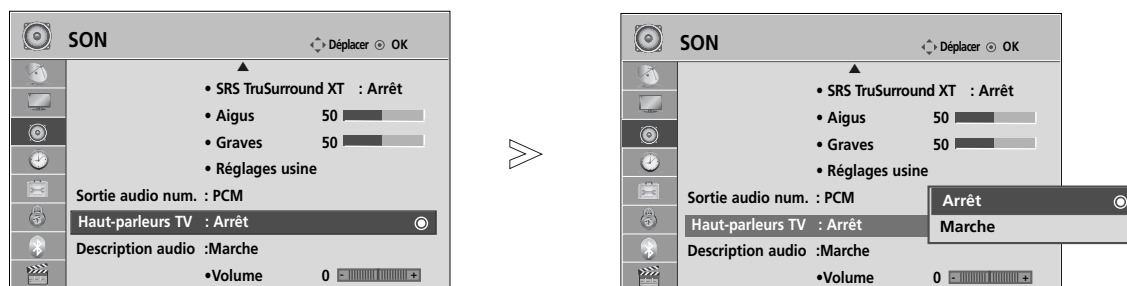 SON
Déplacer OK
• SRS TruSurround XT : Arrêt
• Aigus 50
• Graves 50
• Réglages usine
Sortie audio num. : PCM
Haut-parleurs TV : Arrêt
Description audio :Marche
•Volume 0 - +
SON
Déplacer OK
• SRS TruSurround XT : Arrêt
• Aigus 50
• Graves 50
• Réglages usine
Sortie audio num. : PCM
Haut-parleurs TV : Arrêt
Arrêt
Marche
Description audio :Marche
•Volume 0 - +